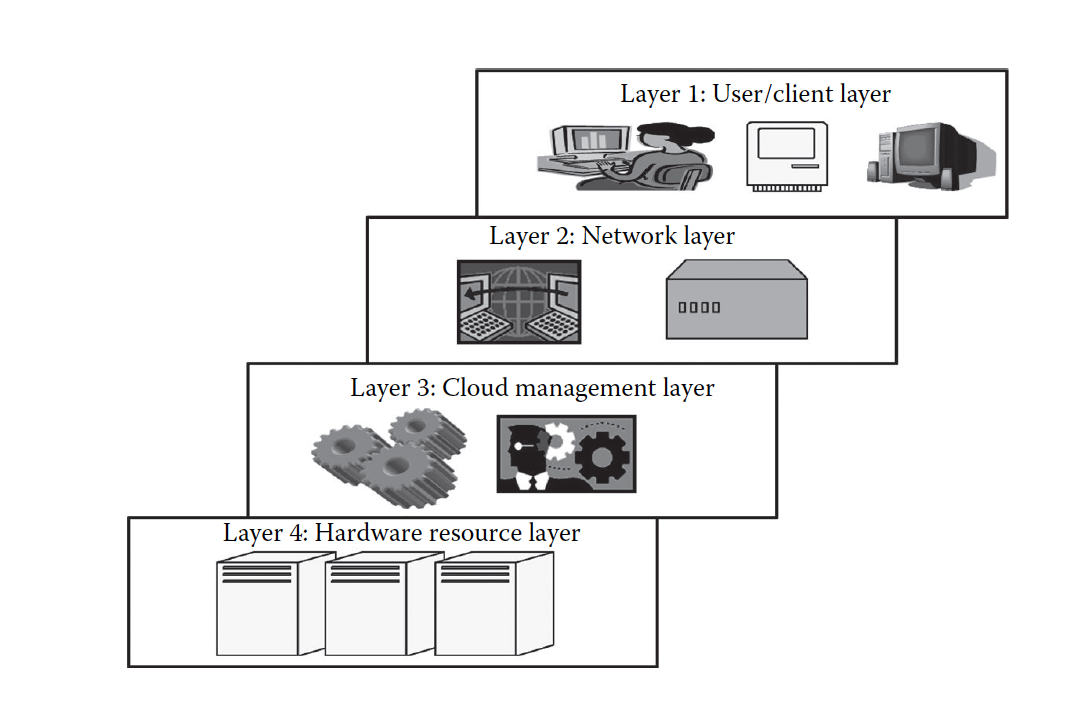 Layer 1: User/client layer
Layer 2: Network layer
Layer 3: Cloud management layer
Layer 4: Hardware resource layer